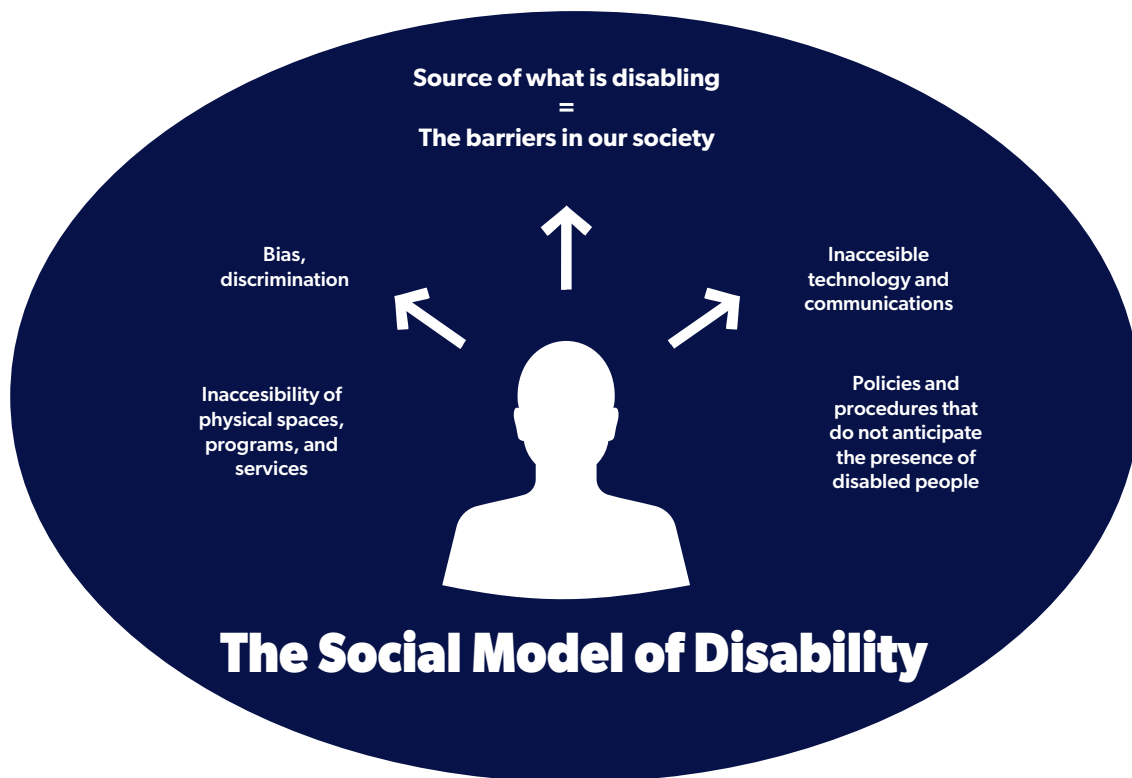 Source of what is disabling
=
The barriers in our society
Bias,
discrimination
Inaccesible
technology and
communications
Inaccesibility of
physical spaces,
programs, and
services
Policies and
procedures that
do not anticipate
the presence of
disabled people
The Social Model of Disability